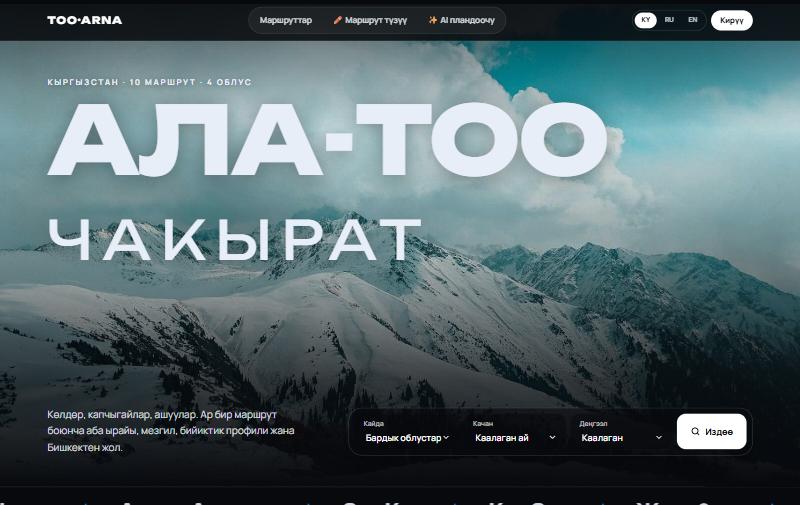 TOO·ARNA
Маршруттар
Маршрут түзүү
AI пландоочу
KY RU EN
Кирүү
КЫРГЫЗСТАН · 10 МАРШРУТ · 4 ОБЛУС
АЛА-ТОО
ЧАКЫРАТ
Көлдөр, капчыгайлар, ашуулар. Ар бир маршрут
боюнча аба ырайы, мезгил, бийиктик профили жана
Бишкектен жол.
Кайда
Бардык облустар
Качан
Каалаган ай
Деңгээл
Каалаган
Издөө